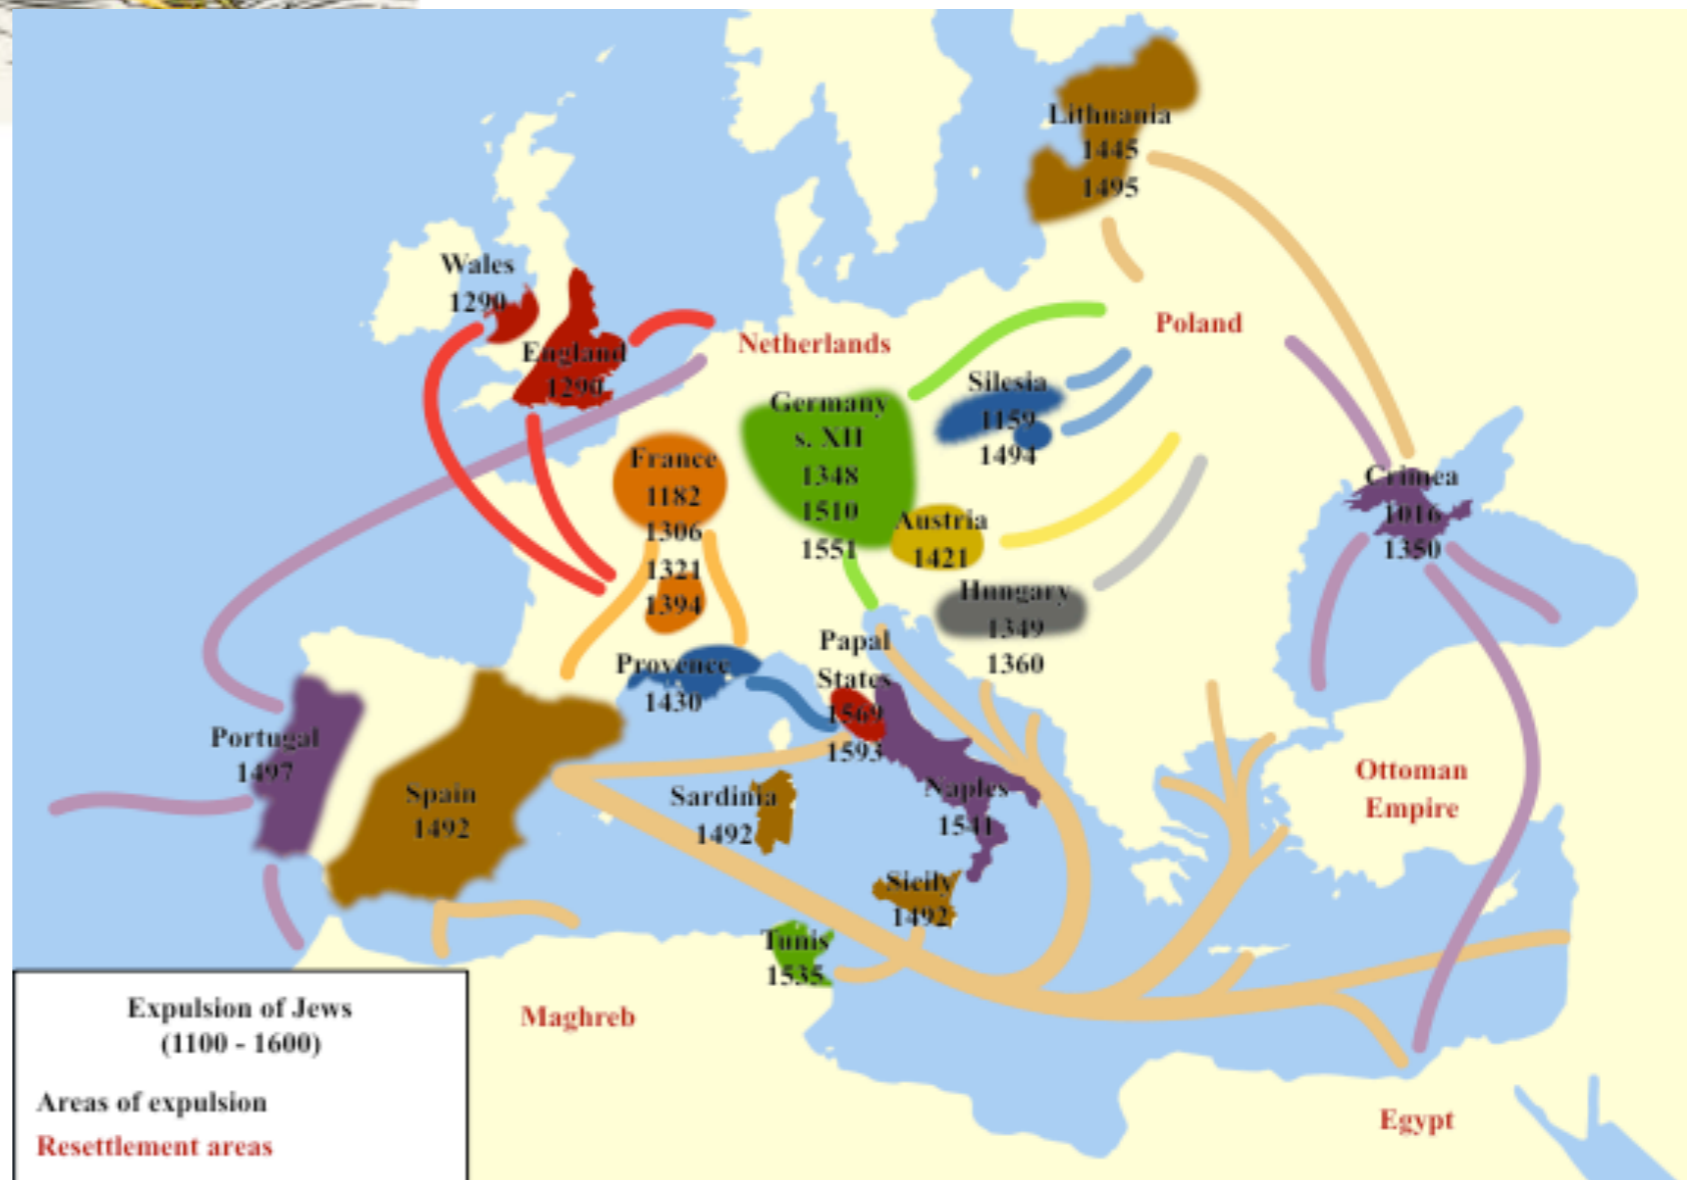 Lithuania
1445
1495
Wales
1290
England
1290
Netherlands
Poland
Silesia
1159
1494
Germany
s. XII
1348
1510
1551
France
1182
1306
1321
1394
Austria
1421
Crimea
1016
1350
Hungary
1349
1360
Papal
States
1569
1593
Provence
1430
Portugal
1497
Spain
1492
Sardinia
1492
Naples
1541
Ottoman
Empire
Sicily
1492
Tunis
1535
Maghreb
Egypt
Expulsion of Jews
(1100 - 1600)
Areas of expulsion
Resettlement areas